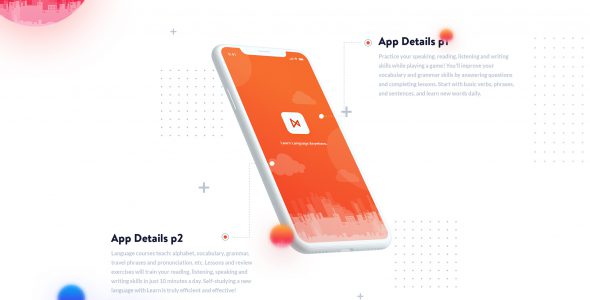 App Details p1
Practice your speaking, reading, listening and writing
skills while playing a game! You'll improve your
vocabulary and grammar skills by answering questions
and completing lessons. Start with basic verbs, phrases,
and sentences, and learn new words daily.
9:41
Learn Language Anywhere.
App Details p2
Language courses teach: alphabet, vocabulary, grammar,
travel phrases and pronunciation, etc. Lessons and review
exercises will train your reading, listening, speaking and
writing skills in just 10 minutes a day. Self-studying a new
language with Learn is truly efficient and effective!